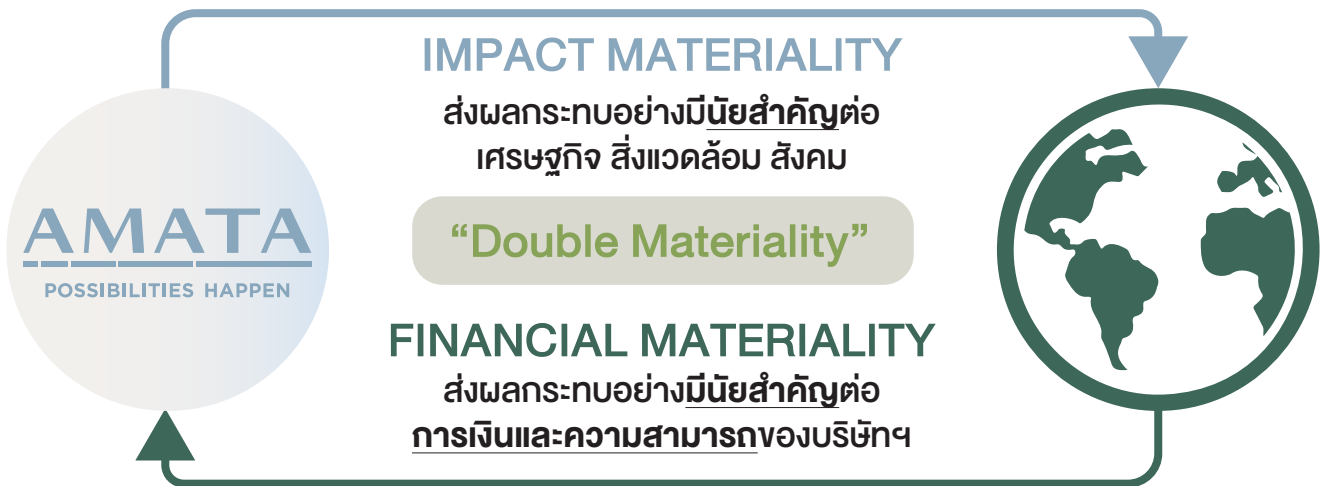 IMPACT MATERIALITY
ส่งผลกระทบอย่างมีนัยสำคัญต่อ
เศรษฐกิจ สิ่งแวดล้อม สังคม
AMATA
POSSIBILITIES HAPPEN
“Double Materiality”
FINANCIAL MATERIALITY
ส่งผลกระทบอย่างมีนัยสำคัญต่อ
การเงินและความสามารถของบริษัทฯ